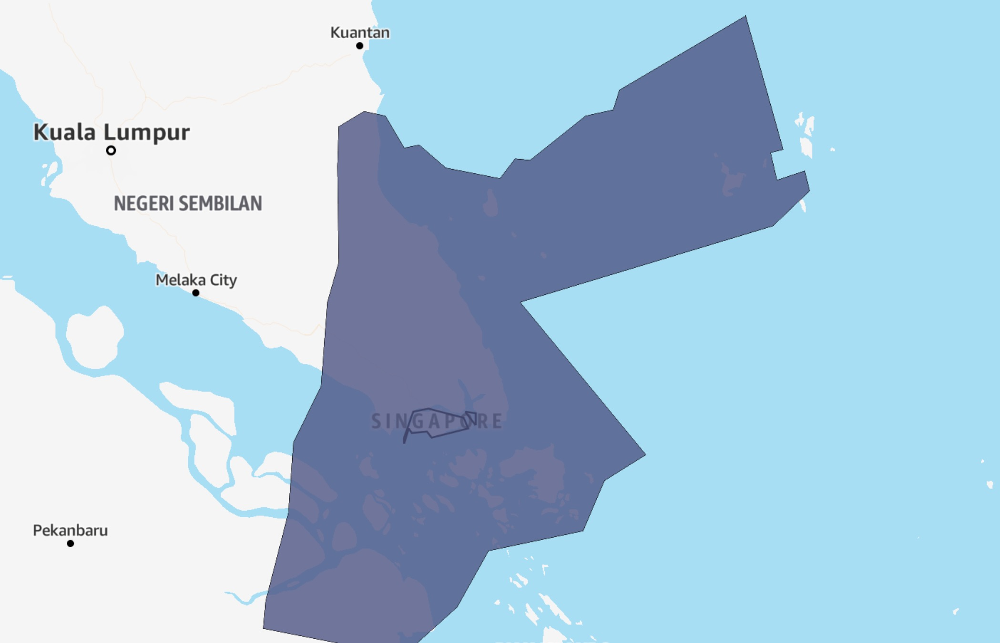 Kuantan
Kuala Lumpur
NEGERI SEMBILAN
Melaka City
SINGAPORE
Pekanbaru